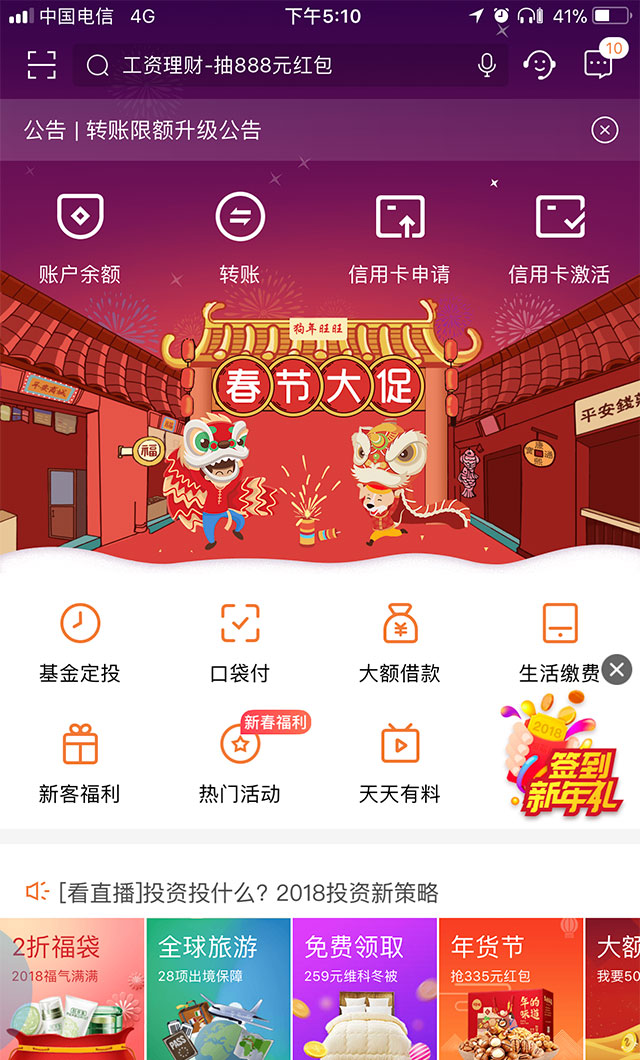 中国电信 4G 下午5:10 41%
工资理财-抽888元红包
10
公告 | 转账限额升级公告
账户余额 转账 信用卡申请 信用卡激活
狗年旺旺
春节大促
福
平安錢莊
基金定投 口袋付 大额借款 生活缴费
新春福利
2018
签到
新年礼
新客福利 热门活动 天天有料
[看直播]投资投什么? 2018投资新策略
2折福袋 全球旅游 免费领取 年货节 大额
2018福气满满 28项出境保障 259元维科冬被 抢335元红包 我要50
PASS
年的味道